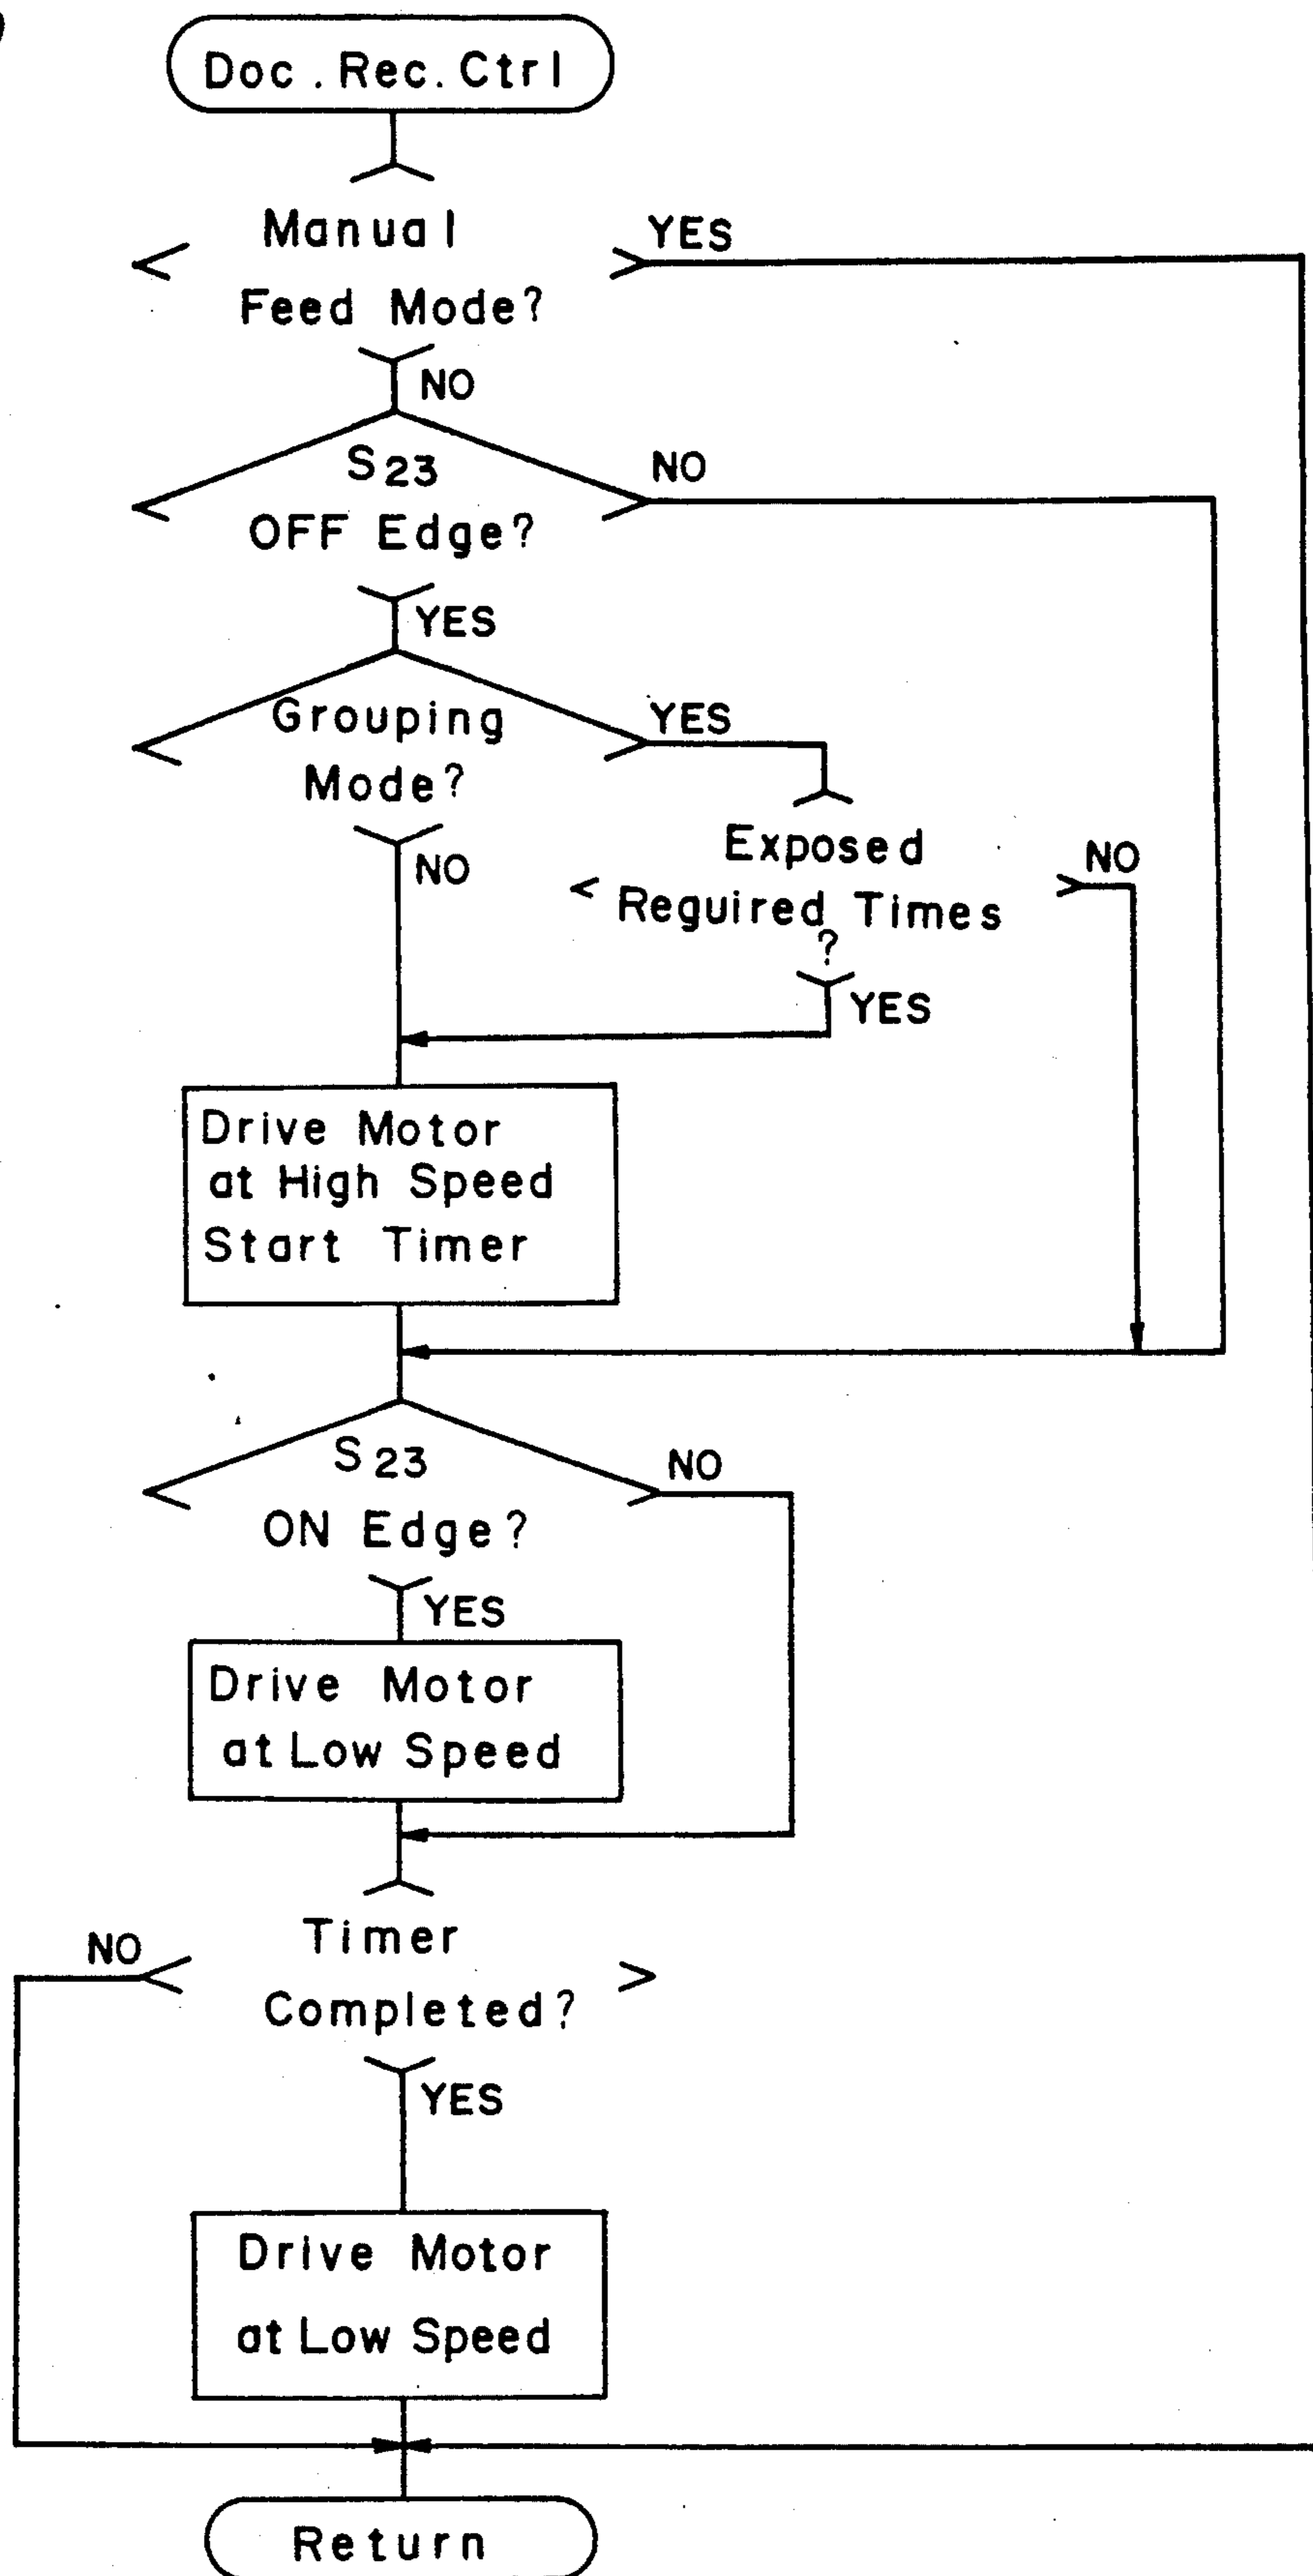 Doc. Rec. Ctrl
Manual
YES
Feed Mode?
NO
S23
NO
OFF Edge?
YES
Grouping
YES
Mode?
NO
Exposed
NO
Reguired Times
?
YES
Drive Motor
at High Speed
Start Timer
S23
NO
ON Edge?
YES
Drive Motor
at Low Speed
Timer
NO
Completed?
YES
Drive Motor
at Low Speed
Return